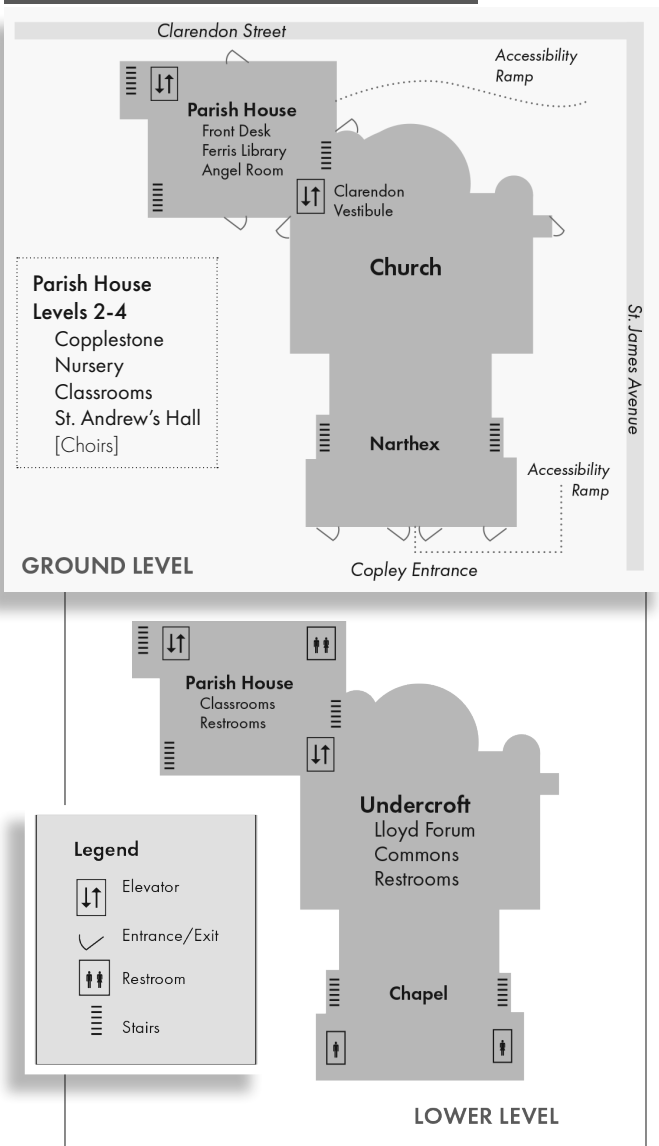 Clarendon Street
Accessibility
Ramp
Parish House
Front Desk
Ferris Library
Angel Room
Clarendon
Vestibule
Church
Parish House
Levels 2-4
Copplestone
Nursery
Classrooms
St. Andrew's Hall
[Choirs]
St. James Avenue
Narthex
Accessibility
Ramp
GROUND LEVEL
Copley Entrance
Parish House
Classrooms
Restrooms
Undercroft
Lloyd Forum
Commons
Restrooms
Legend
Elevator
Entrance/Exit
Restroom
Stairs
Chapel
LOWER LEVEL